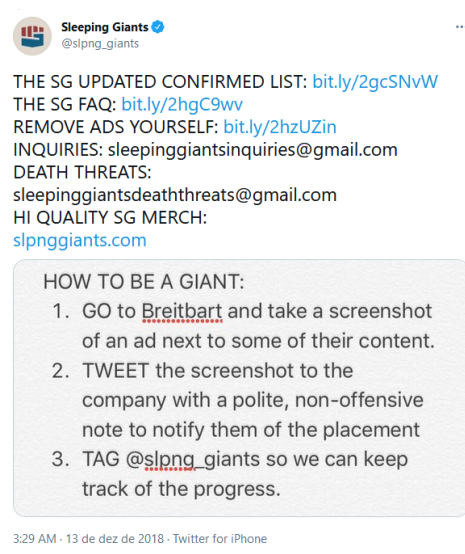 Sleeping Giants
@slpng_giants
THE SG UPDATED CONFIRMED LIST: bit.ly/2gcSNvW
THE SG FAQ: bit.ly/2hgC9wv
REMOVE ADS YOURSELF: bit.ly/2hzUZin
INQUIRIES: sleepinggiantsinquiries@gmail.com
DEATH THREATS:
sleepinggiantsdeaththreats@gmail.com
HI QUALITY SG MERCH:
slpnggiants.com
HOW TO BE A GIANT:
1. GO to Breitbart and take a screenshot
of an ad next to some of their content.
2. TWEET the screenshot to the
company with a polite, non-offensive
note to notify them of the placement
3. TAG @slpng_giants so we can keep
track of the progress.
3:29 AM · 13 de dez de 2018 · Twitter for iPhone